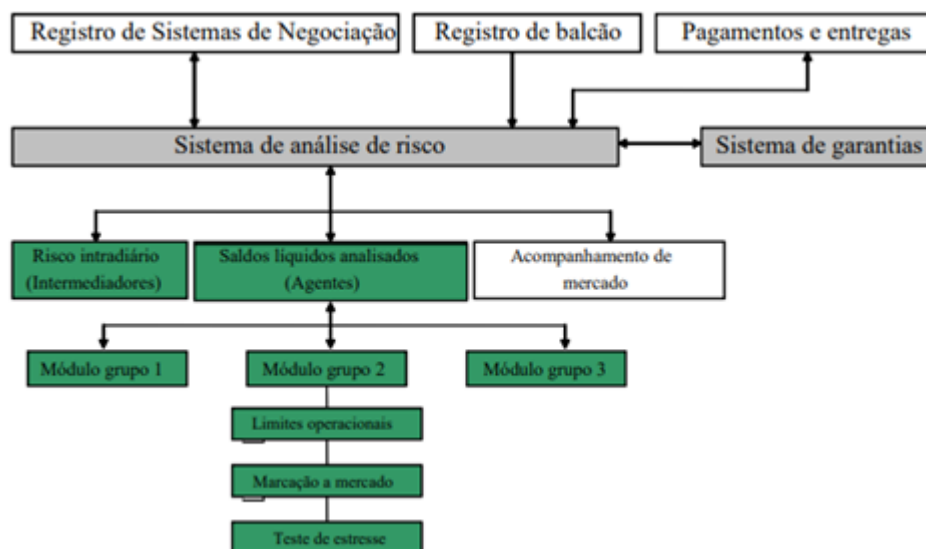 Registro de Sistemas de Negociação
Registro de balcão
Pagamentos e entregas
Sistema de análise de risco
Sistema de garantias
Risco intradiário
(Intermediadores)
Saldos líquidos analisados
(Agentes)
Acompanhamento de
mercado
Módulo grupo 1
Módulo grupo 2
Módulo grupo 3
Limites operacionais
Marcação a mercado
Teste de estresse